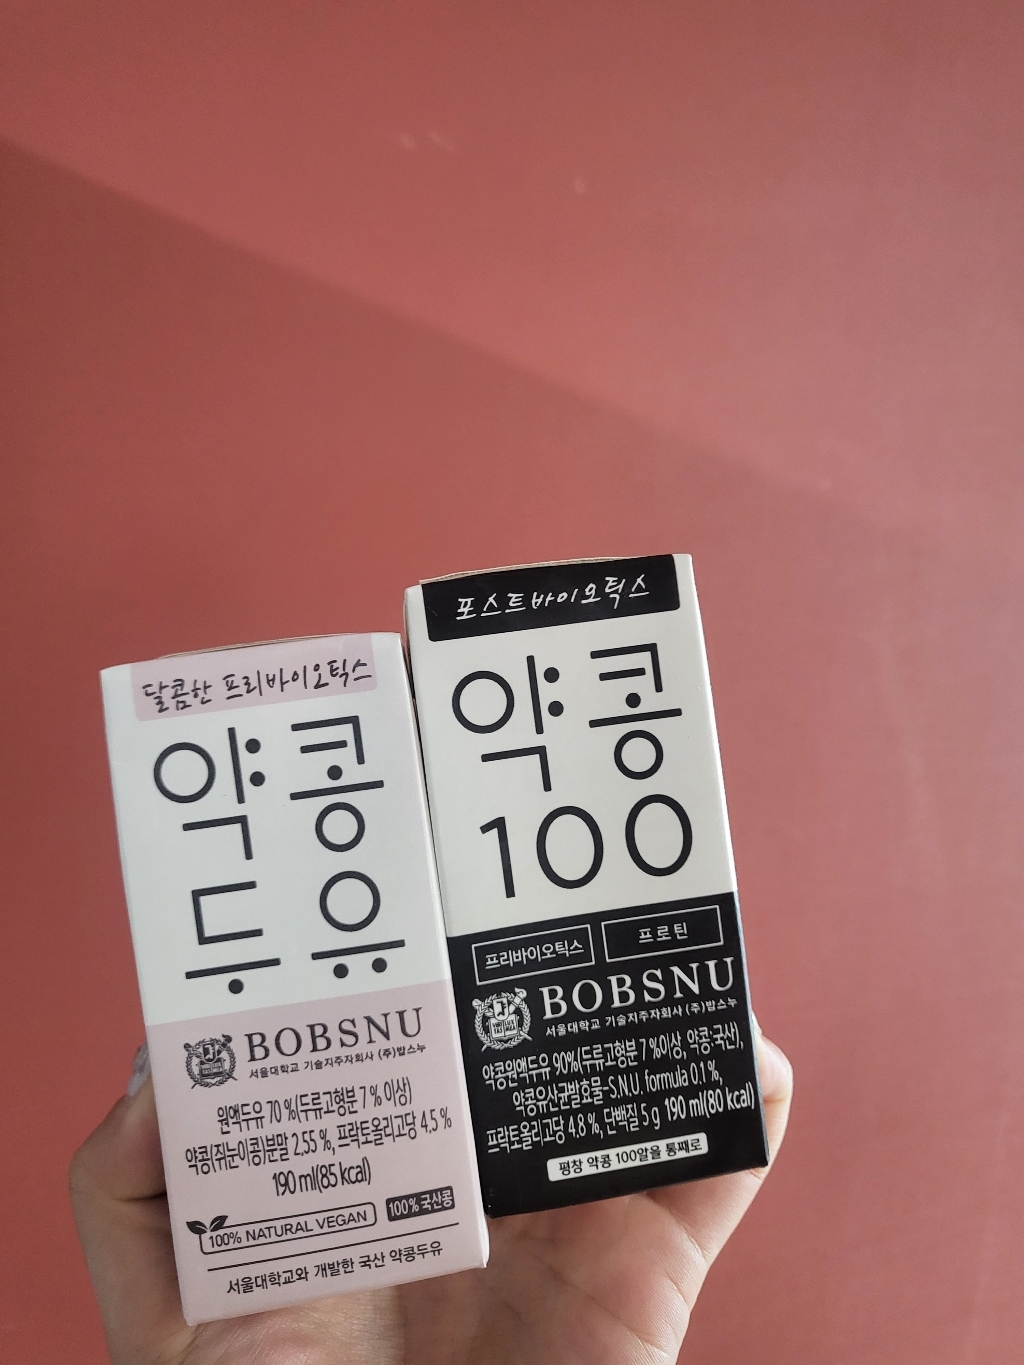 달콤한 프리바이오틱스
약콩
두유
BOBSNU
서울대학교 기술지주자회사 (주)밥스누
원액두유 70 %(두류고형분 7 % 이상)
약콩(쥐눈이콩)분말 2.55 %, 프락토올리고당 4.5 %
190 ml(85 kcal)
100% NATURAL VEGAN
100% 국산콩
서울대학교와 개발한 국산 약콩두유
포스트바이오틱스
약콩
100
프리바이오틱스
프로틴
BOBSNU
서울대학교 기술지주자회사 (주)밥스누
약콩원액두유 90%(두류고형분 7 %이상, 약콩:국산),
약콩유산균발효물-S.N.U. formula 0.1 %,
프락토올리고당 4.8 %, 단백질 5 g 190 ml(80 kcal)
평창 약콩 100알을 통째로